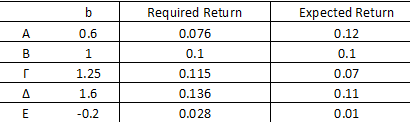 b Required Return Expected Return
Α 0.6 0.076 0.12
Β 1 0.1 0.1
Γ 1.25 0.115 0.07
Δ 1.6 0.136 0.11
Ε -0.2 0.028 0.01